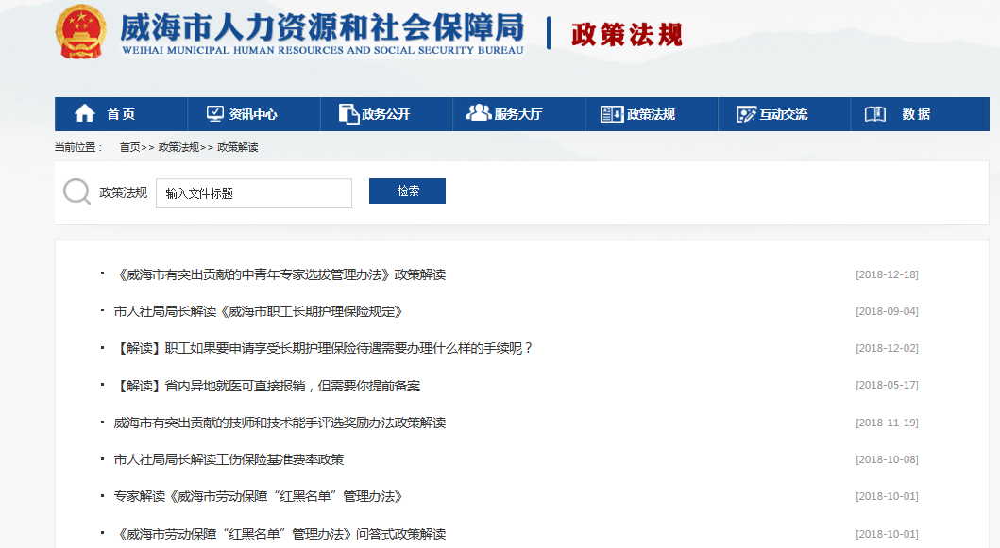 威海市人力资源和社会保障局 政策法规
WEIHAI MUNICIPAL HUMAN RESOURCES AND SOCIAL SECURITY BUREAU
首 页 资讯中心 政务公开 服务大厅 政策法规 互动交流 数 据
当前位置： 首页>> 政策法规>> 政策解读
政策法规 输入文件标题 检索
《威海市有突出贡献的中青年专家选拔管理办法》政策解读 [2018-12-18]
市人社局局长解读《威海市职工长期护理保险规定》 [2018-09-04]
【解读】职工如果要申请享受长期护理保险待遇需要办理什么样的手续呢？ [2018-12-02]
【解读】省内异地就医可直接报销，但需要你提前备案 [2018-05-17]
威海市有突出贡献的技师和技术能手评选奖励办法政策解读 [2018-11-19]
市人社局局长解读工伤保险基准费率政策 [2018-10-08]
专家解读《威海市劳动保障“红黑名单”管理办法》 [2018-10-01]
《威海市劳动保障“红黑名单”管理办法》问答式政策解读 [2018-10-01]